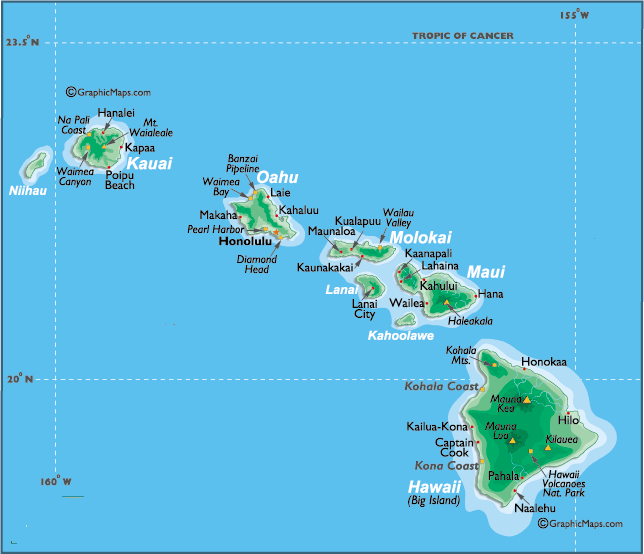 155°W
23.5°N
TROPIC OF CANCER
©GraphicMaps.com
Hanalei
Na Pali
Coast
Mt.
Waialeale
Kapaa
Kauai
Waimea
Canyon
Poipu
Beach
Niihau
Banzai
Pipeline
Oahu
Waimea
Bay
Laie
Makaha
Kahaluu
Pearl Harbor
Honolulu
Diamond
Head
Kualapuu
Wailau
Valley
Maunaloa
Molokai
Kaunakakai
Kaanapali
Lahaina
Maui
Lanai
Kahului
Hana
Lanai
City
Wailea
Haleakala
Kahoolawe
Kohala
Mts.
Honokaa
20°N
Kohala Coast
Mauna
Kea
Hilo
Kailua-Kona
Mauna
Loa
Captain
Cook
Kilauea
Kona Coast
160°W
Pahala
Hawaii
Volcanoes
Nat. Park
Hawaii
(Big Island)
Naalehu
©GraphicMaps.com